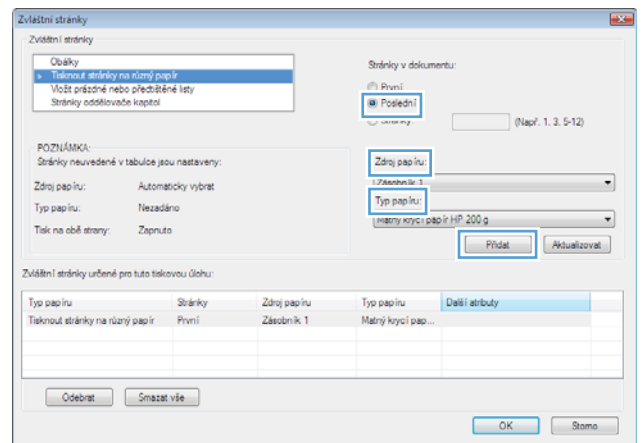 Zvláštní stránky
Zvláštní stránky
Obálky
» Tisknout stránky na různý papír
Vložit prázdné nebo předtištěné listy
Stránky oddělovače kapitol
Stránky v dokumentu:
První
Poslední
Stránky: (Např. 1, 3, 5-12)
POZNÁMKA:
Stránky neuvedené v tabulce jsou nastaveny:
Zdroj papíru: Automaticky vybrat
Typ papíru: Nezadáno
Tisk na obě strany: Zapnuto
Zdroj papíru:
Zásobník 1
Typ papíru:
Matný krycí papír HP 200 g
Přidat Aktualizovat
Zvláštní stránky určené pro tuto tiskovou úlohu:
Typ papíru Stránky Zdroj papíru Typ papíru Další atributy
Tisknout stránky na různý papír První Zásobník 1 Matný krycí pap...
Odebrat Smazat vše
OK Storno